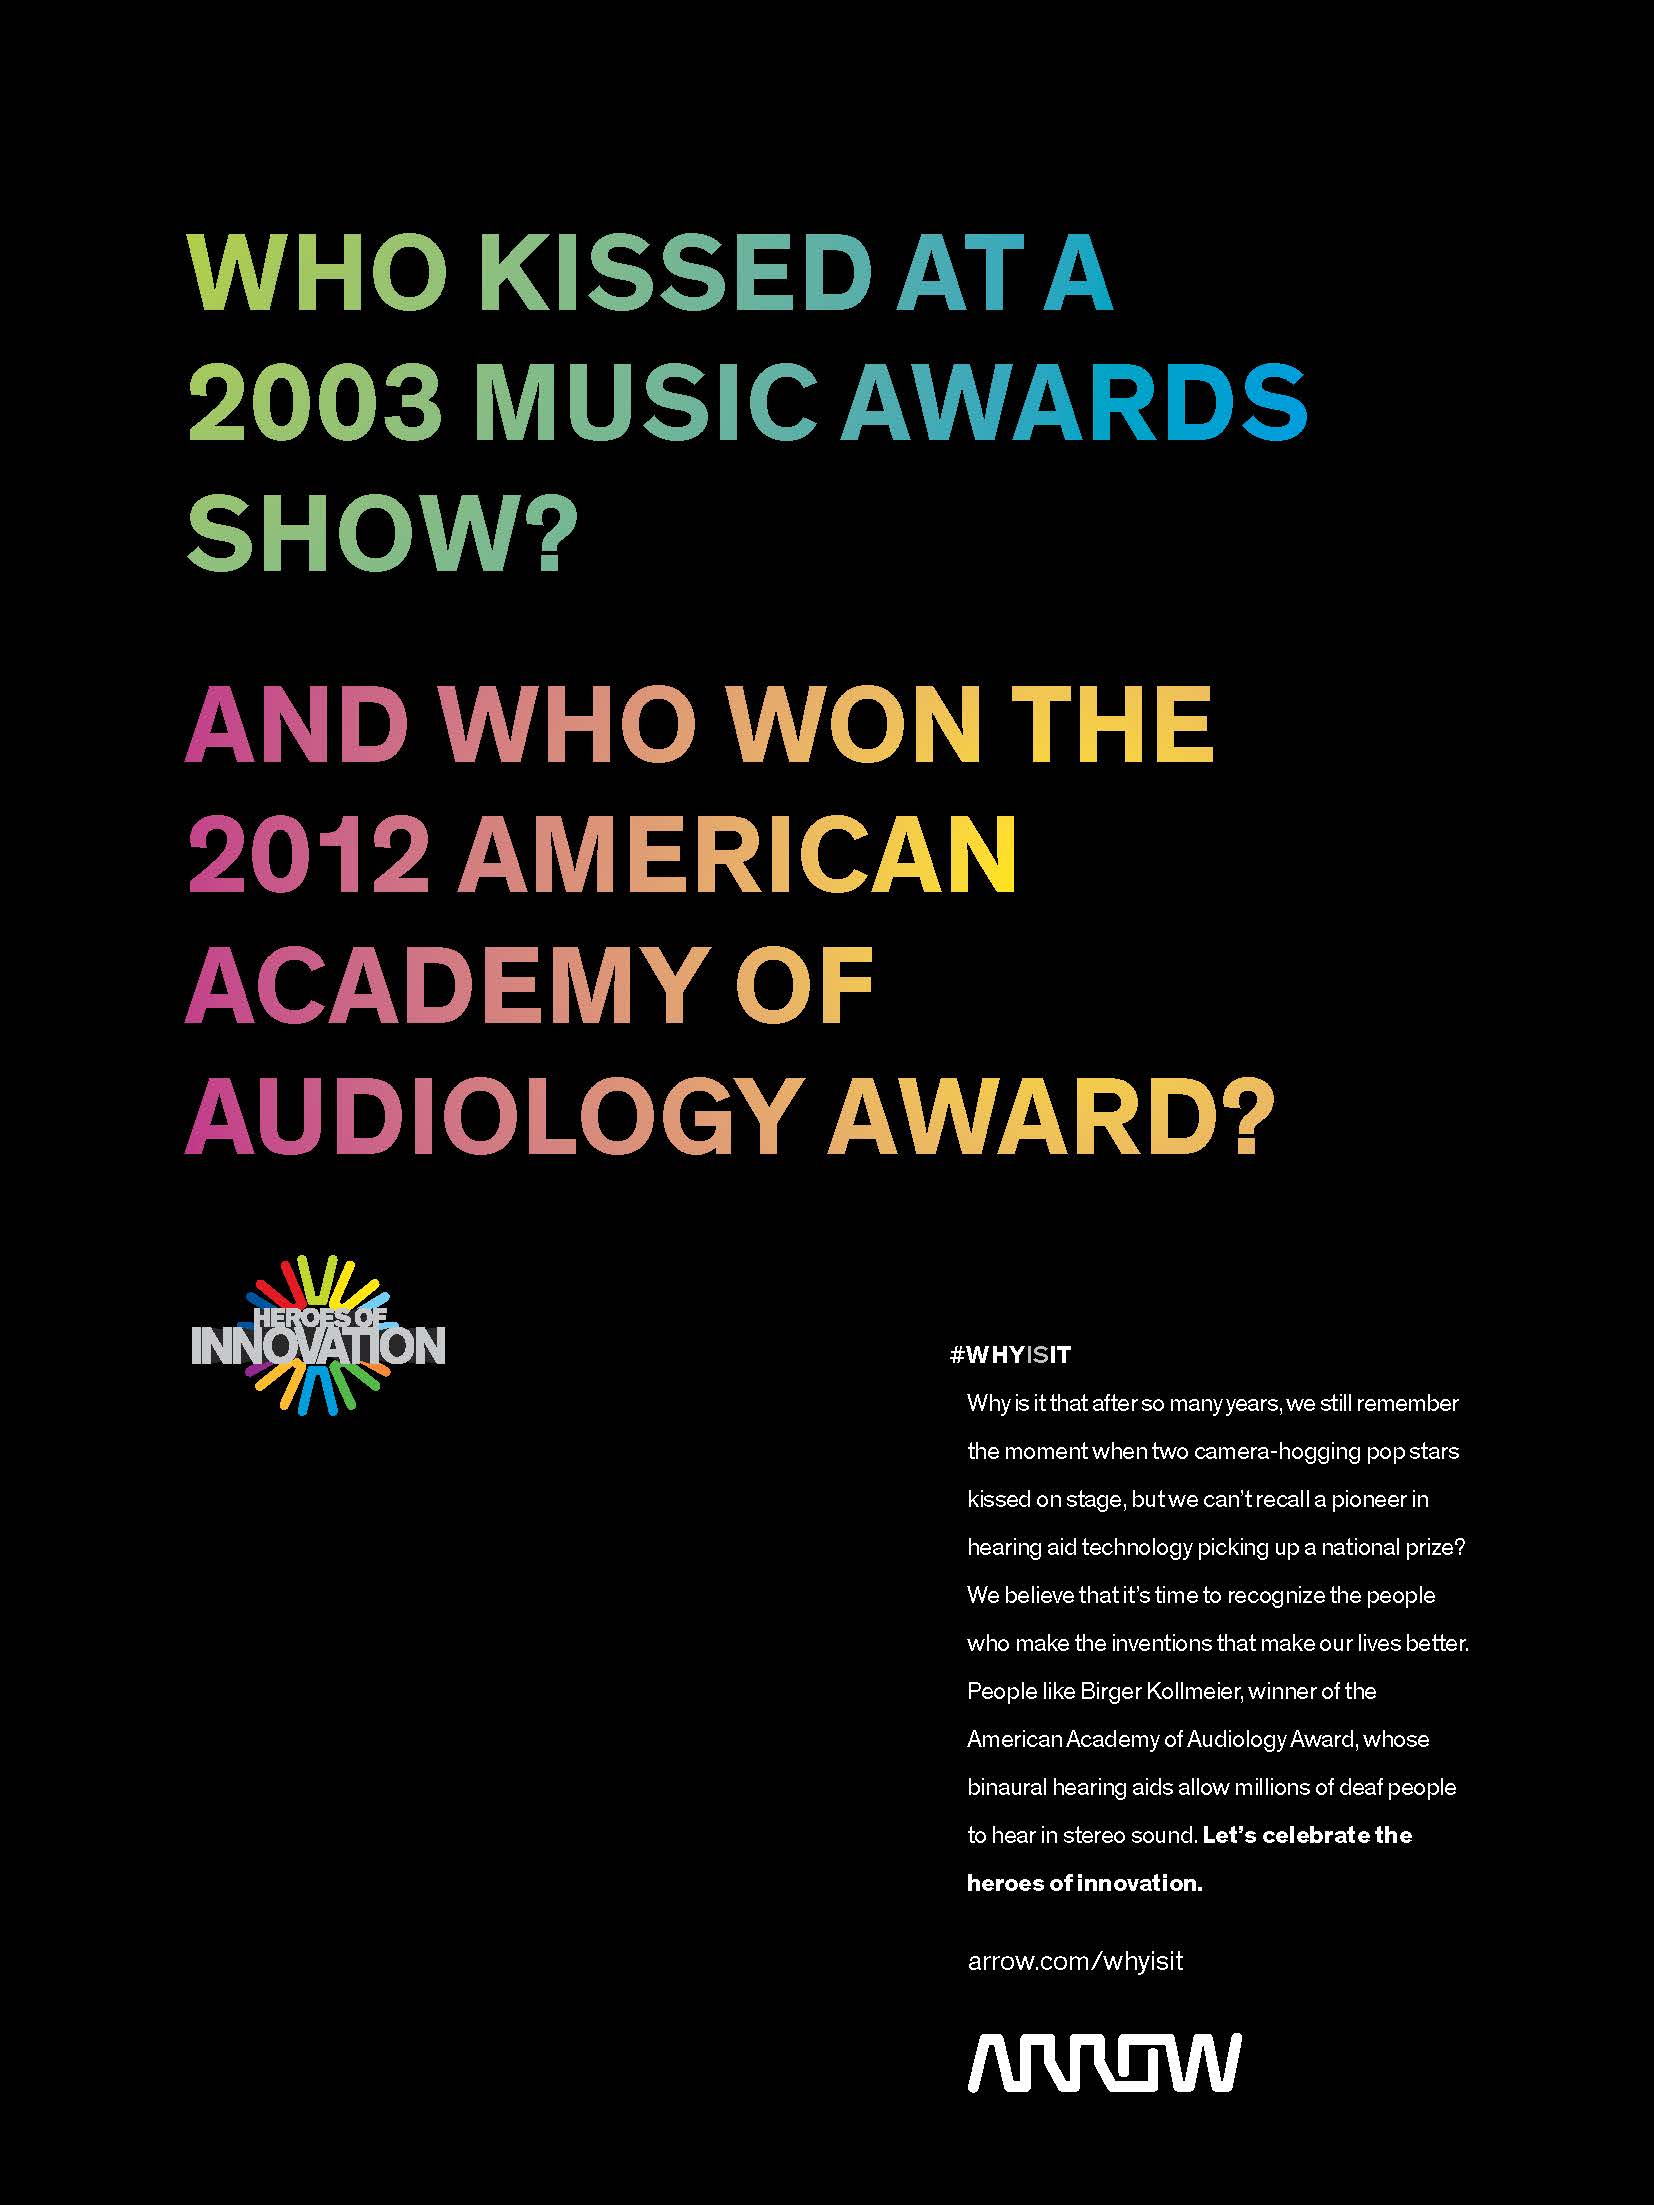 WHO KISSED AT A
2003 MUSIC AWARDS
SHOW?
AND WHO WON THE
2012 AMERICAN
ACADEMY OF
AUDIOLOGY AWARD?
HEROES OF
INNOVATION
#WHYISIT
Why is it that after so many years, we still remember
the moment when two camera-hogging pop stars
kissed on stage, but we can't recall a pioneer in
hearing aid technology picking up a national prize?
We believe that it's time to recognize the people
who make the inventions that make our lives better.
People like Birger Kollmeier, winner of the
American Academy of Audiology Award, whose
binaural hearing aids allow millions of deaf people
to hear in stereo sound. Let's celebrate the
heroes of innovation.
arrow.com/whyisit
ARROW